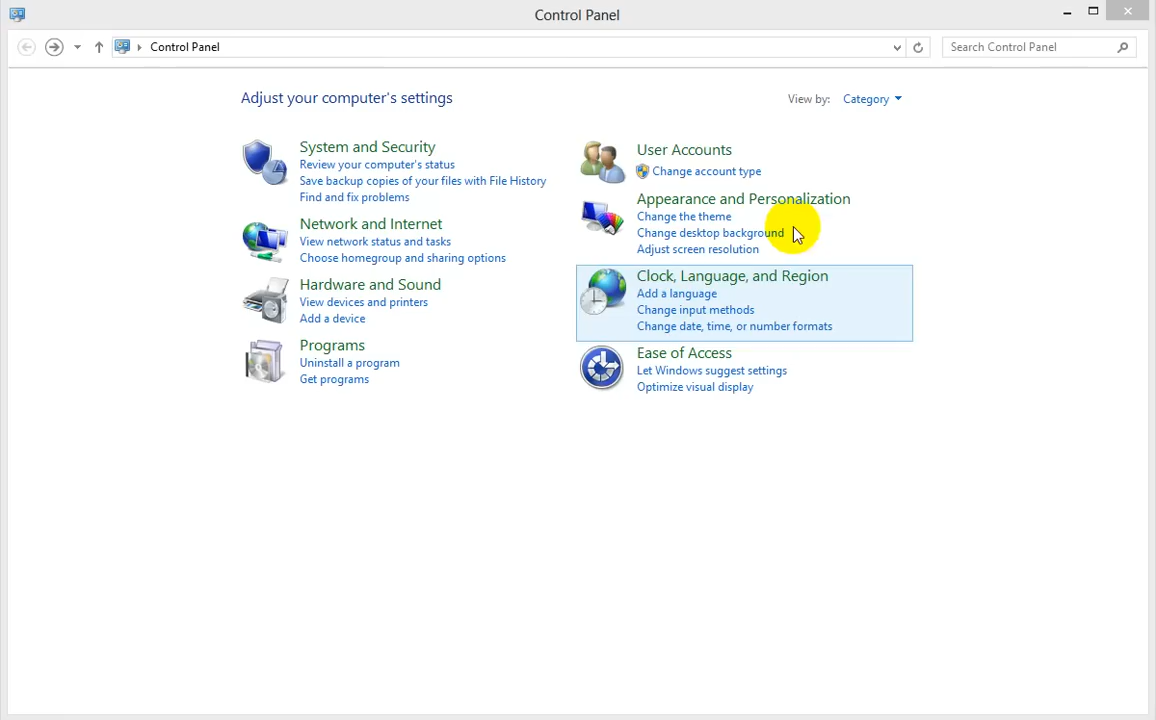 Control Panel
Control Panel
Search Control Panel
Adjust your computer's settings
View by: Category
System and Security
Review your computer's status
Save backup copies of your files with File History
Find and fix problems
Network and Internet
View network status and tasks
Choose homegroup and sharing options
Hardware and Sound
View devices and printers
Add a device
Programs
Uninstall a program
Get programs
User Accounts
Change account type
Appearance and Personalization
Change the theme
Change desktop background
Adjust screen resolution
Clock, Language, and Region
Add a language
Change input methods
Change date, time, or number formats
Ease of Access
Let Windows suggest settings
Optimize visual display